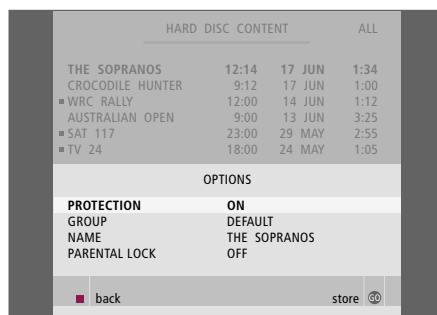 HARD DISC CONTENT ALL
THE SOPRANOS 12:14 17 JUN 1:34
CROCODILE HUNTER 9:12 17 JUN 1:00
WRC RALLY 12:00 14 JUN 1:12
AUSTRALIAN OPEN 9:00 13 JUN 3:25
SAT 117 23:00 29 MAY 2:55
TV 24 18:00 24 MAY 1:05
OPTIONS
PROTECTION ON
GROUP DEFAULT
NAME THE SOPRANOS
PARENTAL LOCK OFF
back store GO